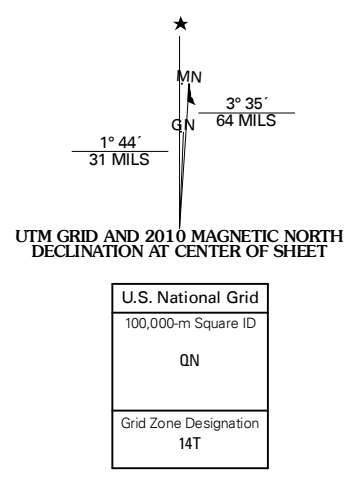 MN
GN
3° 35´
64 MILS
1° 44´
31 MILS
UTM GRID AND 2010 MAGNETIC NORTH
DECLINATION AT CENTER OF SHEET
U.S. National Grid
100,000-m Square ID
QN
Grid Zone Designation
14T